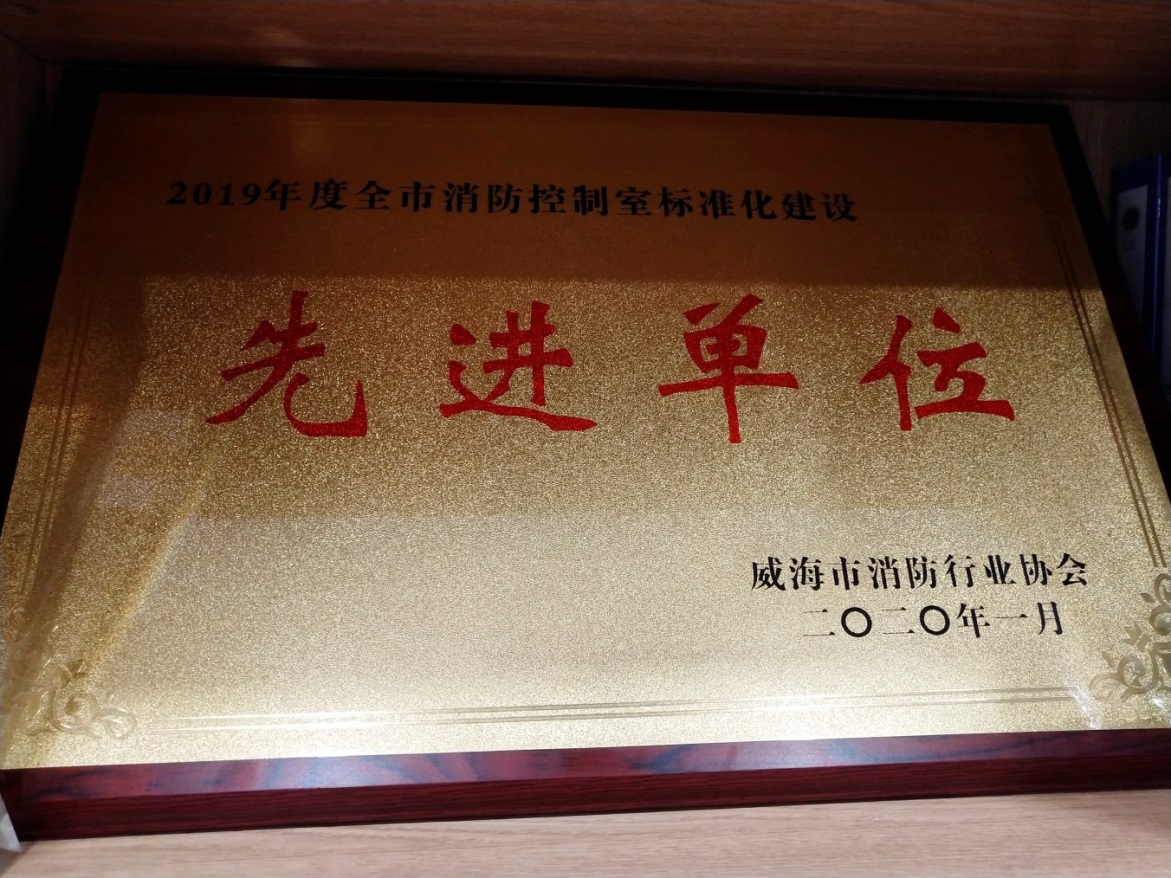 2019年度全市消防控制室标准化建设
先进单位
威海市消防行业协会
二〇二〇年一月